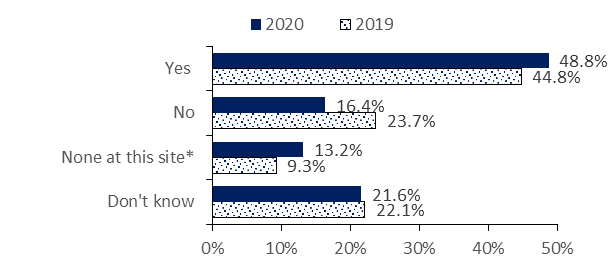 2020 2019
Yes 48.8%
44.8%
No 16.4%
23.7%
None at this site* 13.2%
9.3%
Don't know 21.6%
22.1%
0% 10% 20% 30% 40% 50%